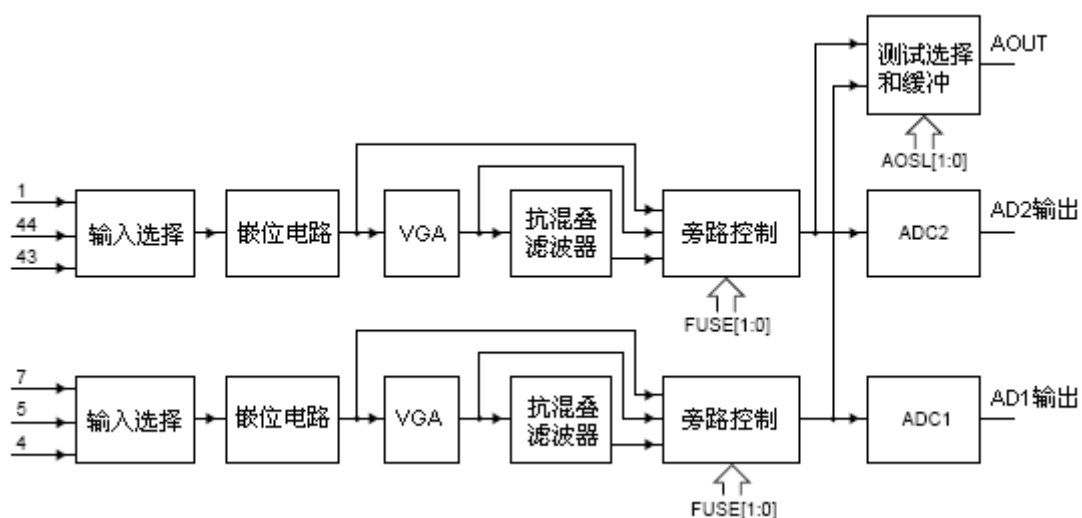 测试选择
和缓冲
AOUT
AOSL[1:0]
1
44
43
输入选择
嵌位电路
VGA
抗混叠
滤波器
旁路控制
ADC2
AD2输出
FUSE[1:0]
7
5
4
输入选择
嵌位电路
VGA
抗混叠
滤波器
旁路控制
ADC1
AD1输出
FUSE[1:0]